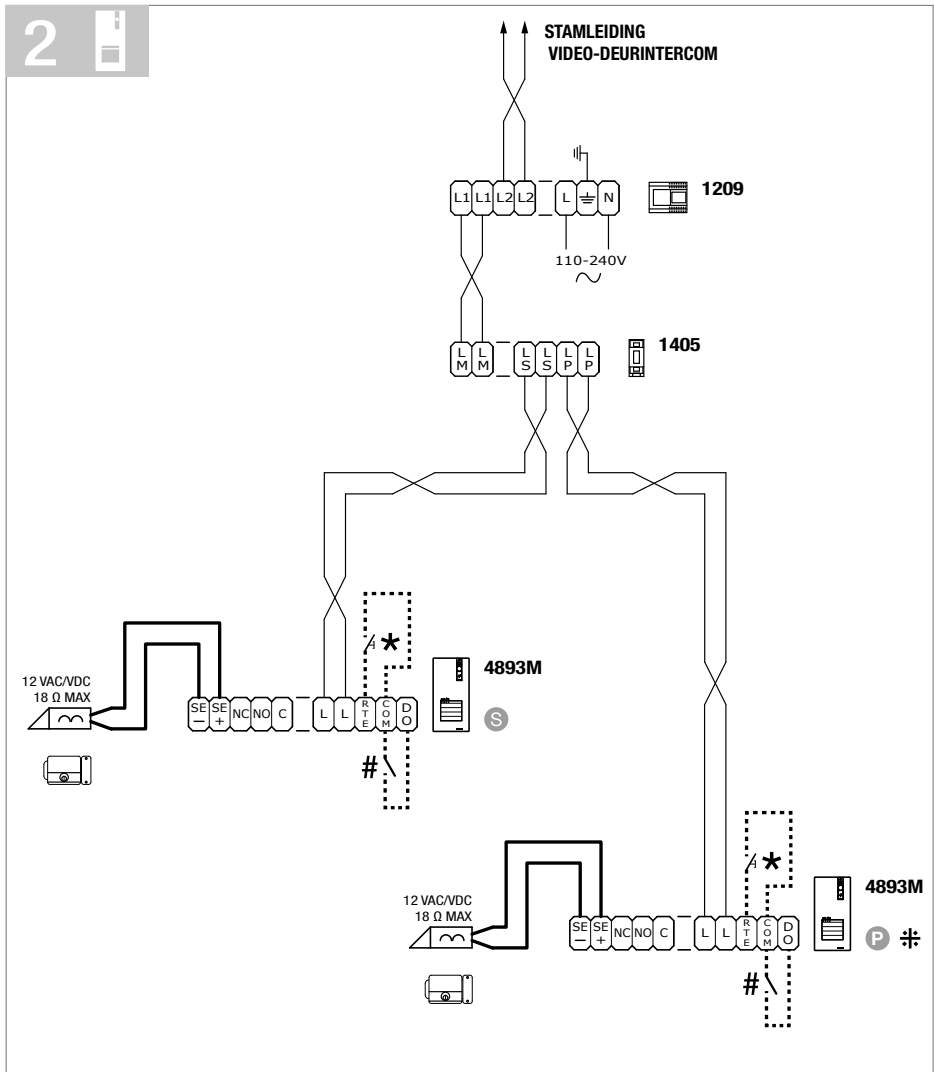 2
STAMLEIDING
VIDEO-DEURINTERCOM
L1 L1 L2 L2 L N
1209
110-240V
LM LM LS LS LP LP
1405
12 VAC/VDC
18 Ω MAX
SE – SE + NC NO C L L RTE COM DO
*
#
4893M
S
12 VAC/VDC
18 Ω MAX
SE – SE + NC NO C L L RTE COM DO
*
#
4893M
P ⁜